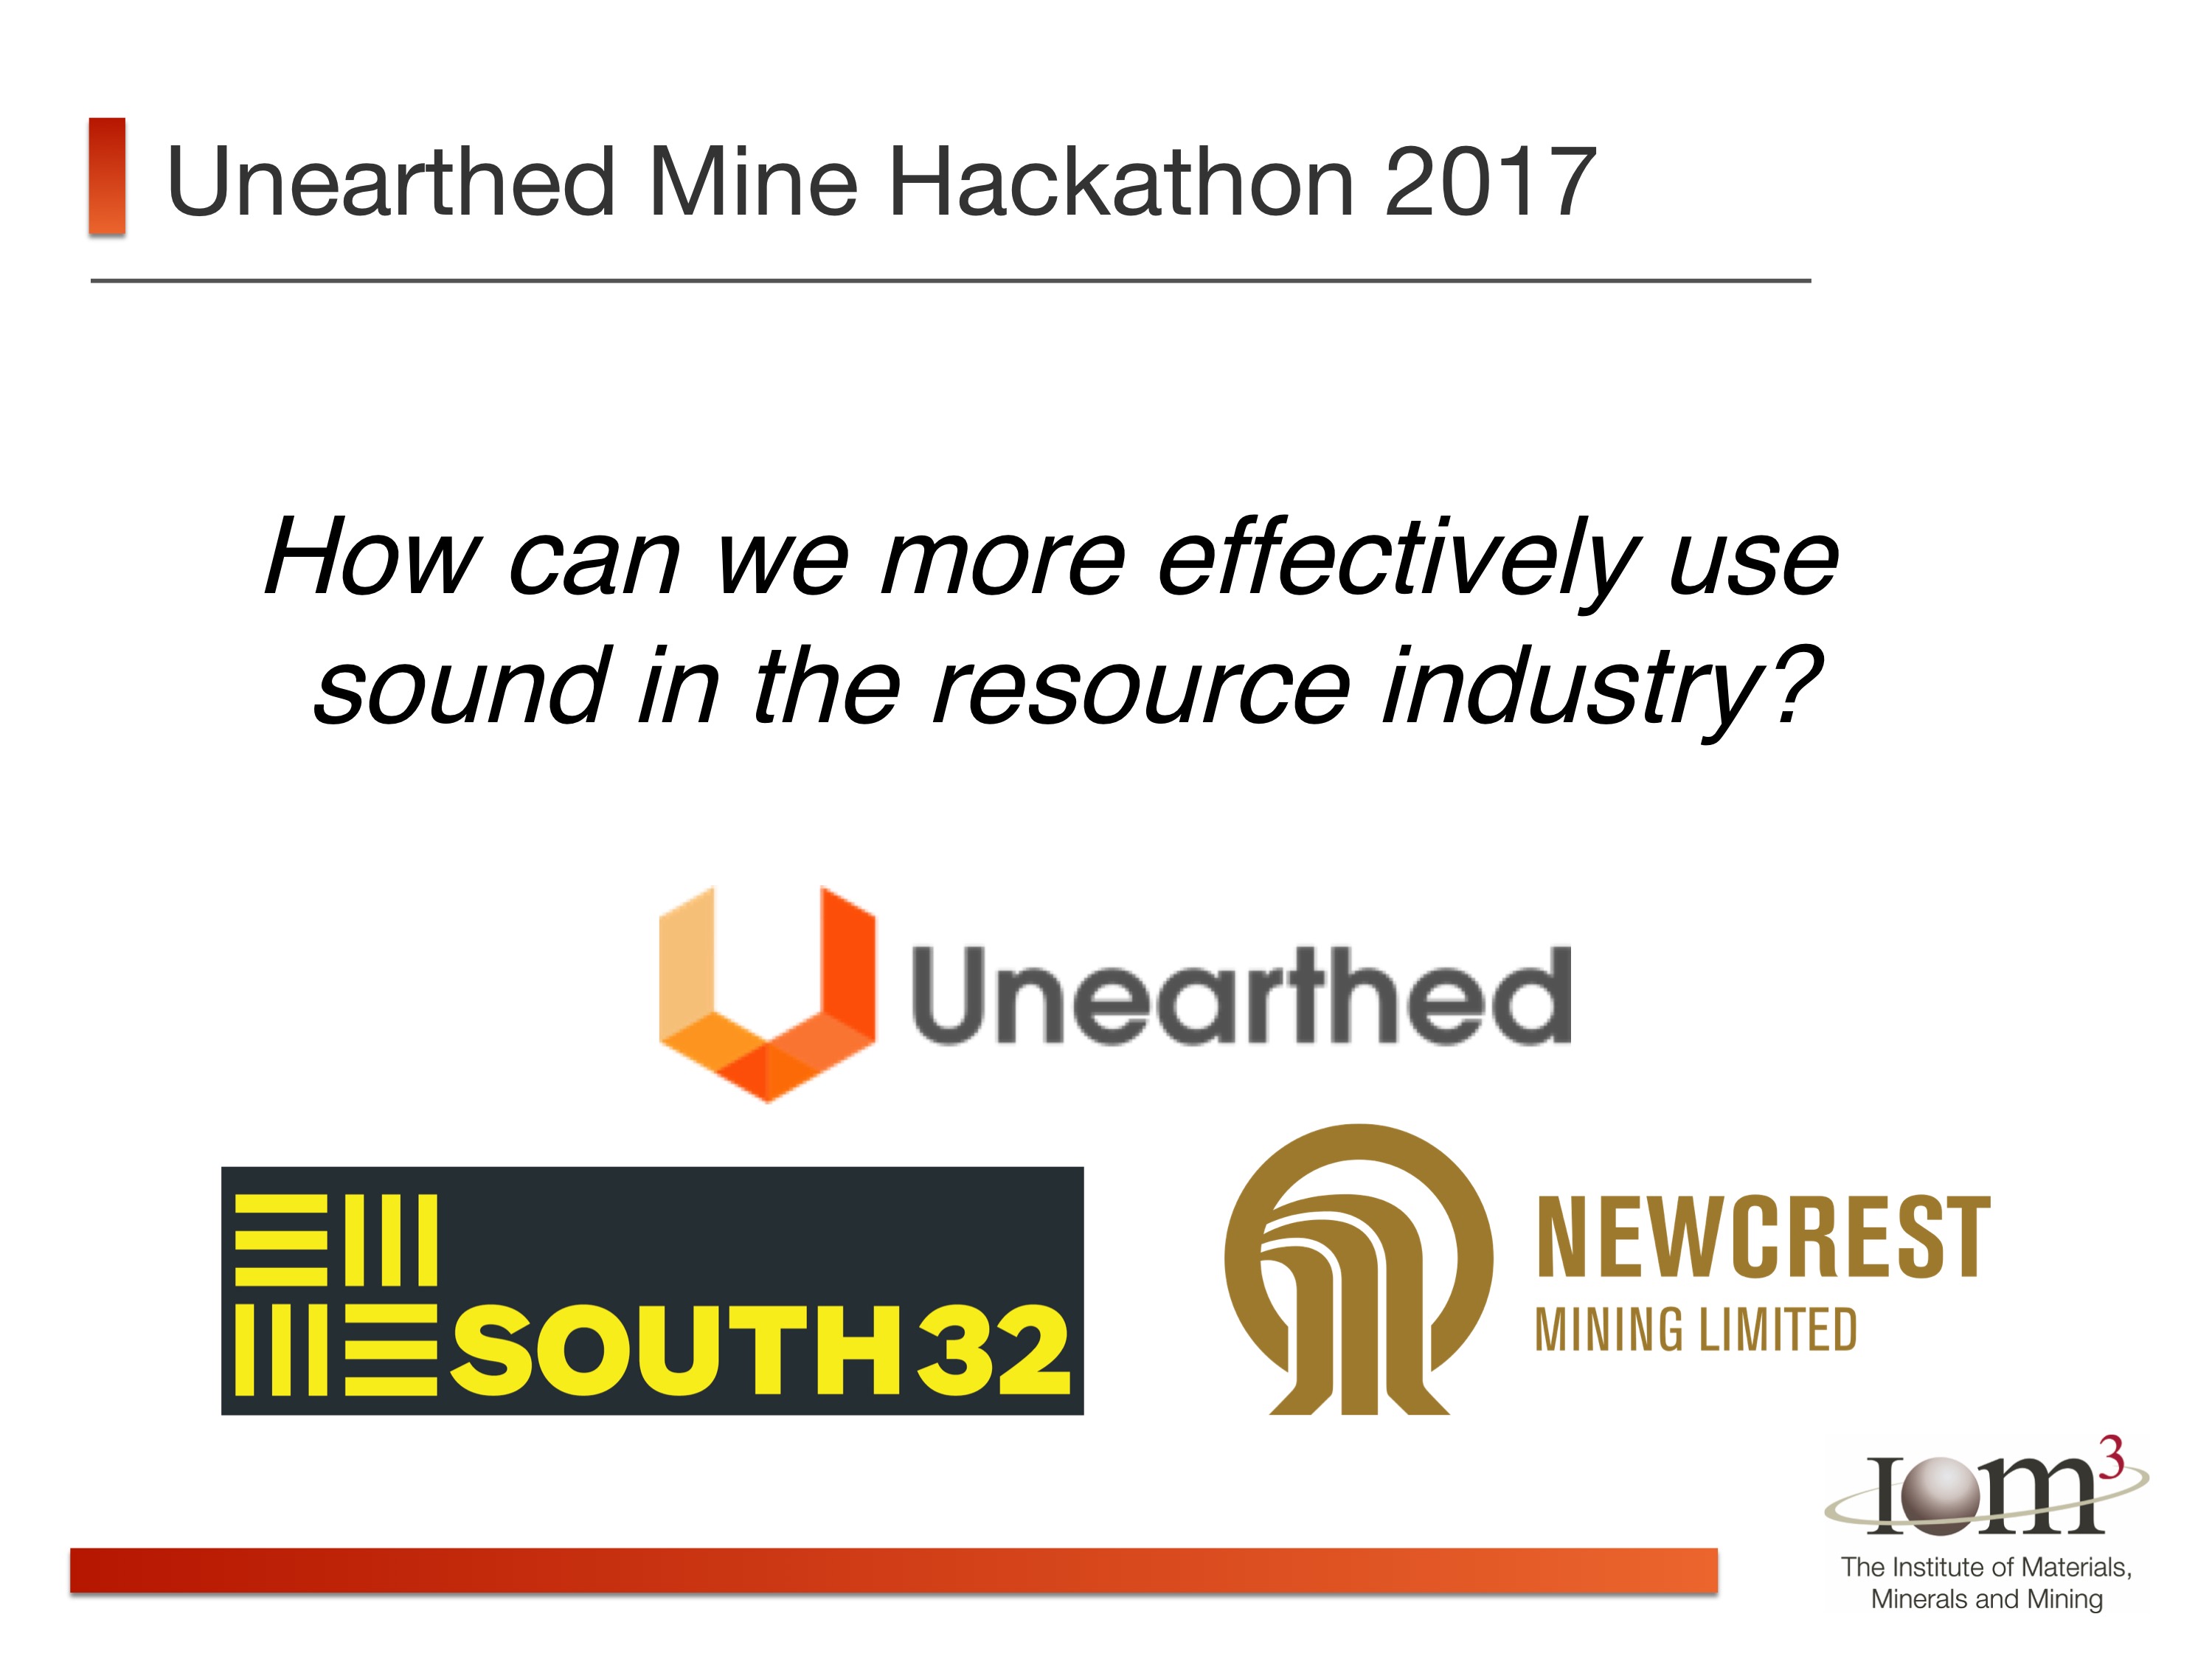 Unearthed Mine Hackathon 2017
How can we more effectively use
sound in the resource industry?
Unearthed
SOUTH32
NEWCREST
MINING LIMITED
IOm3
The Institute of Materials,
Minerals and Mining